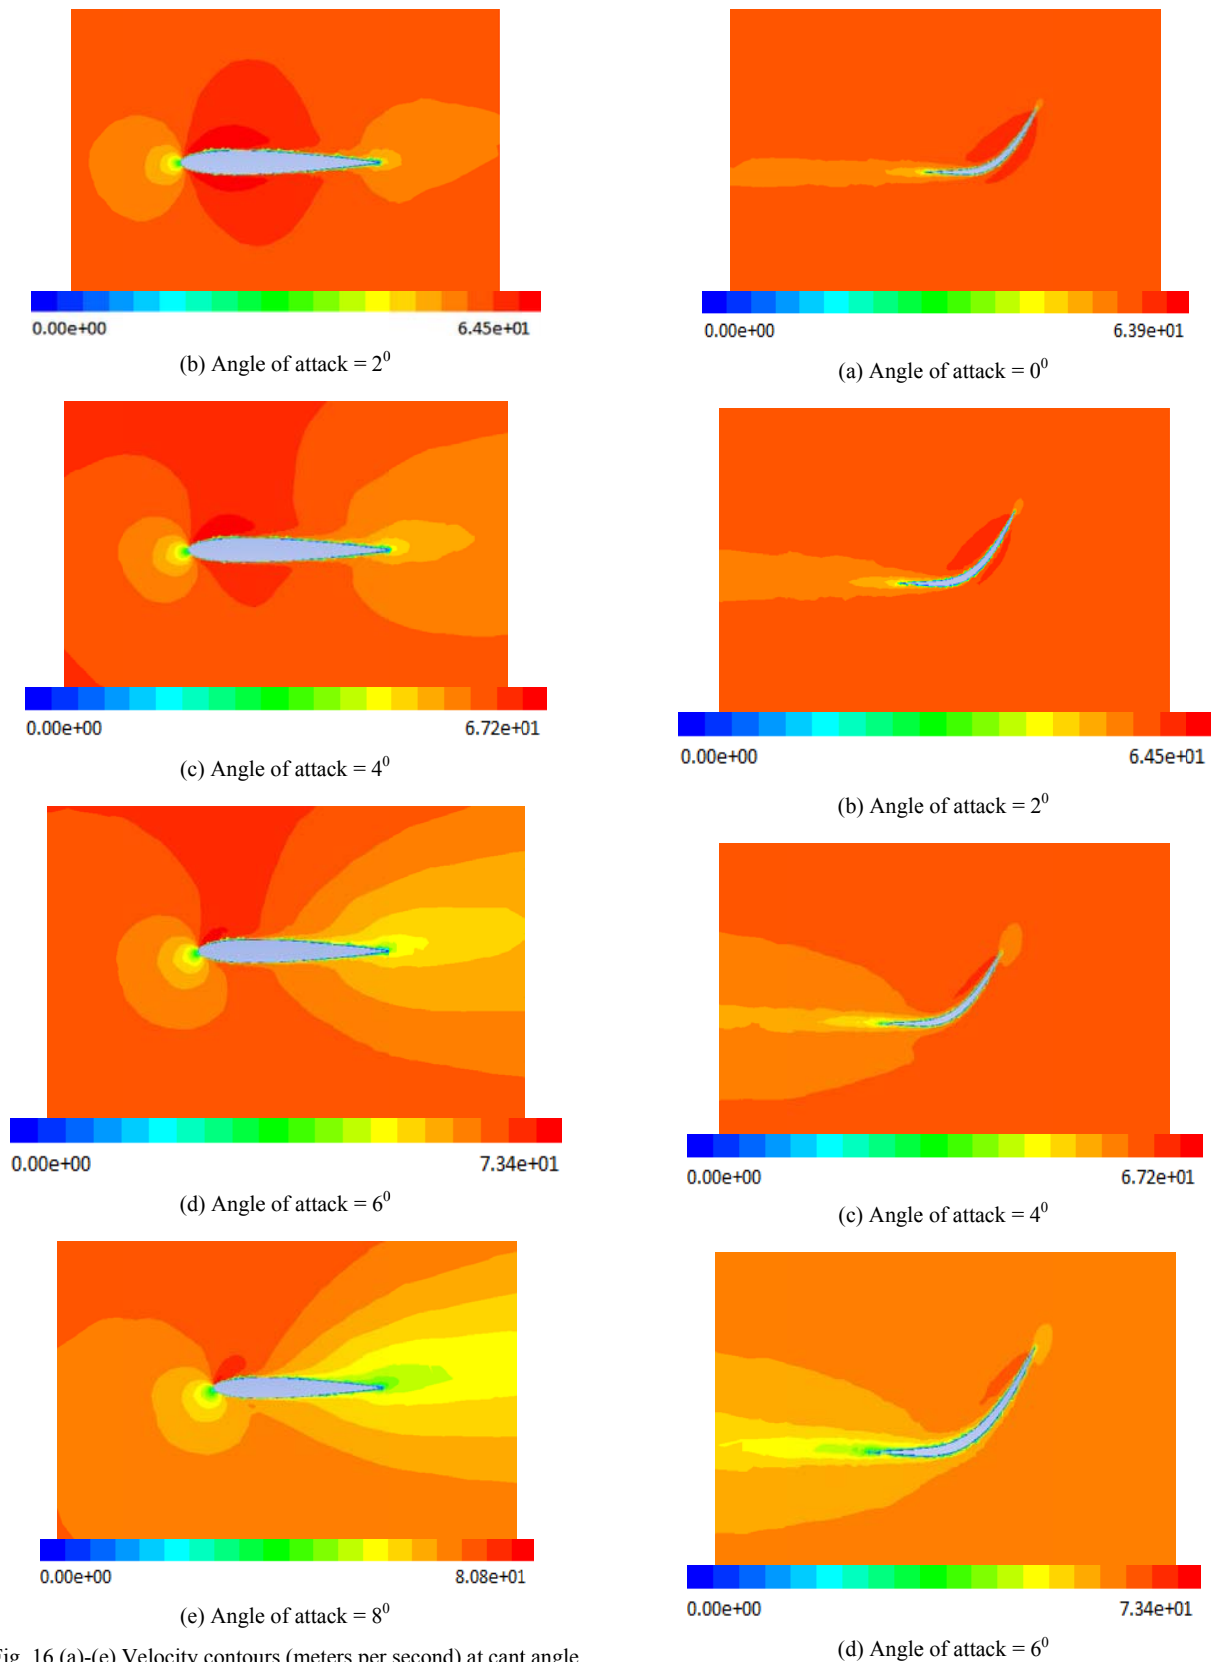 0.00e+00 6.45e+01
(b) Angle of attack = 2⁰
0.00e+00 6.72e+01
(c) Angle of attack = 4⁰
0.00e+00 7.34e+01
(d) Angle of attack = 6⁰
0.00e+00 8.08e+01
(e) Angle of attack = 8⁰
16 (a)-(e) Velocity contours (meters per second) at cant angle
0.00e+00 6.39e+01
(a) Angle of attack = 0⁰
0.00e+00 6.45e+01
(b) Angle of attack = 2⁰
0.00e+00 6.72e+01
(c) Angle of attack = 4⁰
0.00e+00 7.34e+01
(d) Angle of attack = 6⁰